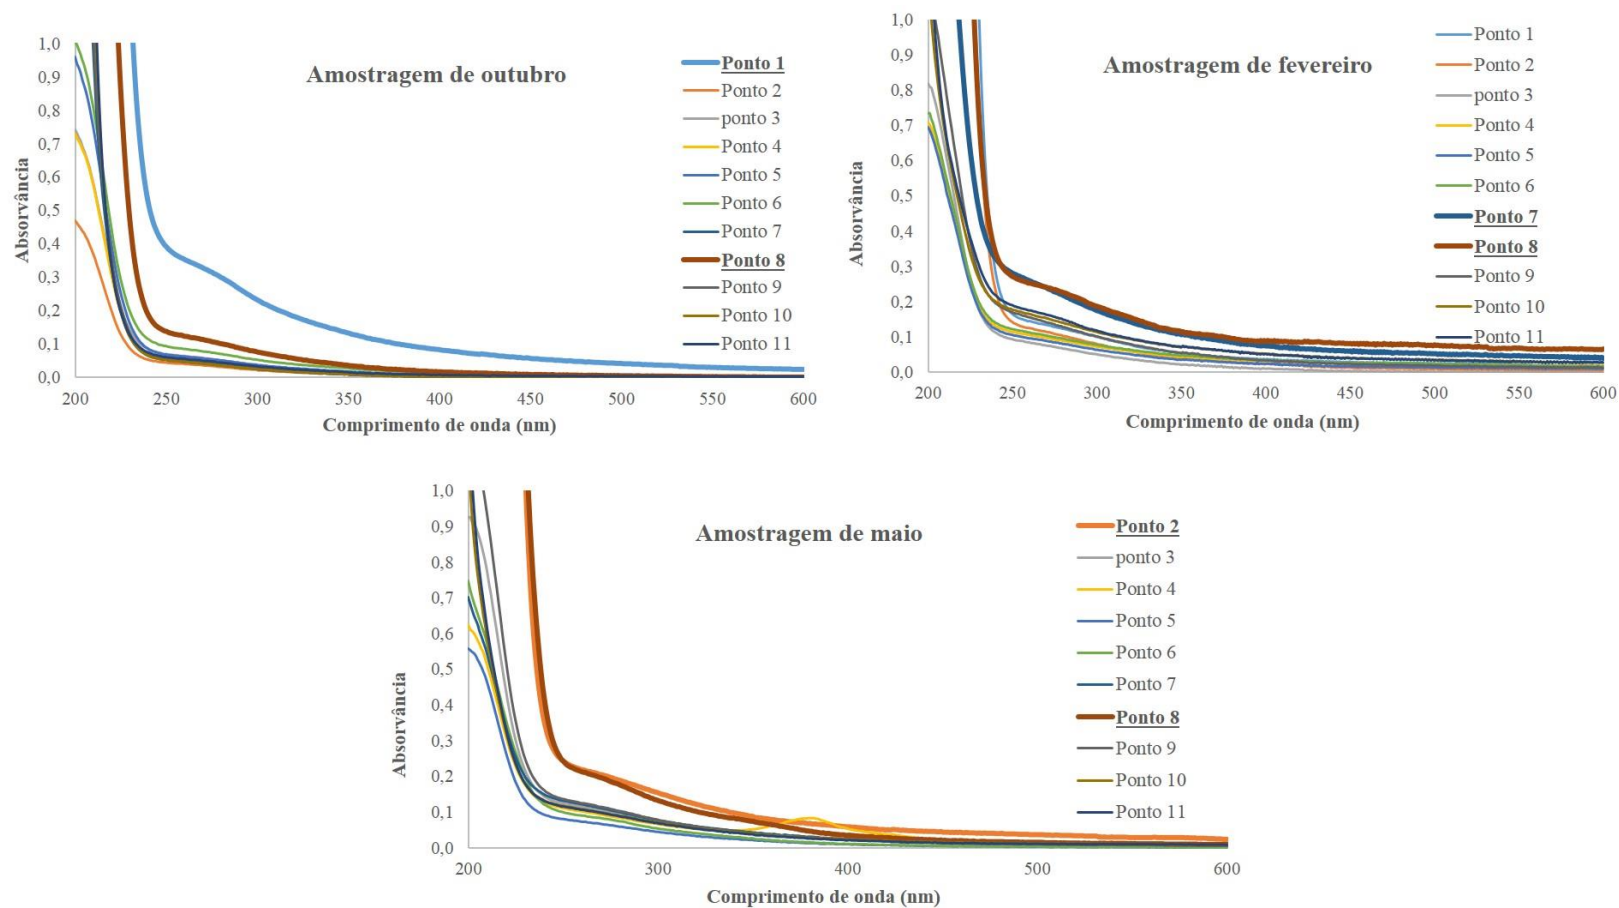 Amostragem de outubro
Absorvância
1,0
0,9
0,8
0,7
0,6
0,5
0,4
0,3
0,2
0,1
0,0
200 250 300 350 400 450 500 550 600
Comprimento de onda (nm)
Ponto 1
Ponto 2
ponto 3
Ponto 4
Ponto 5
Ponto 6
Ponto 7
Ponto 8
Ponto 9
Ponto 10
Ponto 11
Amostragem de fevereiro
Absorvância
1,0
0,9
0,8
0,7
0,6
0,5
0,4
0,3
0,2
0,1
0,0
200 250 300 350 400 450 500 550 600
Comprimento de onda (nm)
Ponto 1
Ponto 2
ponto 3
Ponto 4
Ponto 5
Ponto 6
Ponto 7
Ponto 8
Ponto 9
Ponto 10
Ponto 11
Amostragem de maio
Absorvância
1,0
0,9
0,8
0,7
0,6
0,5
0,4
0,3
0,2
0,1
0,0
200 300 400 500 600
Comprimento de onda (nm)
Ponto 2
ponto 3
Ponto 4
Ponto 5
Ponto 6
Ponto 7
Ponto 8
Ponto 9
Ponto 10
Ponto 11